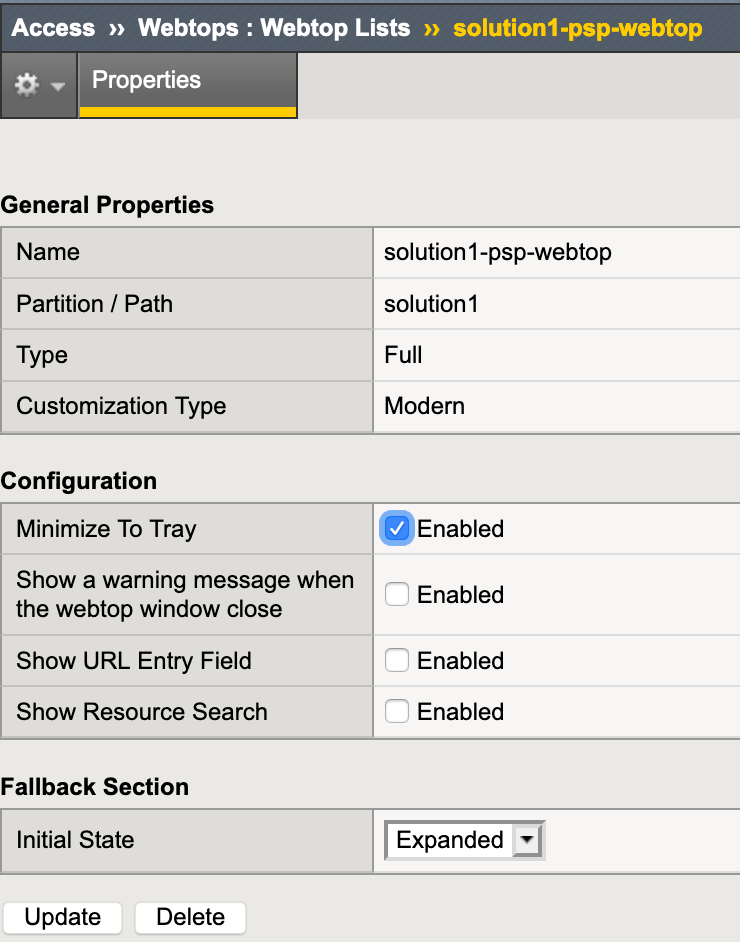 Access ›› Webtops : Webtop Lists ›› solution1-psp-webtop
Properties
General Properties
Name solution1-psp-webtop
Partition / Path solution1
Type Full
Customization Type Modern
Configuration
Minimize To Tray Enabled
Show a warning message when
the webtop window close Enabled
Show URL Entry Field Enabled
Show Resource Search Enabled
Fallback Section
Initial State Expanded
Update Delete